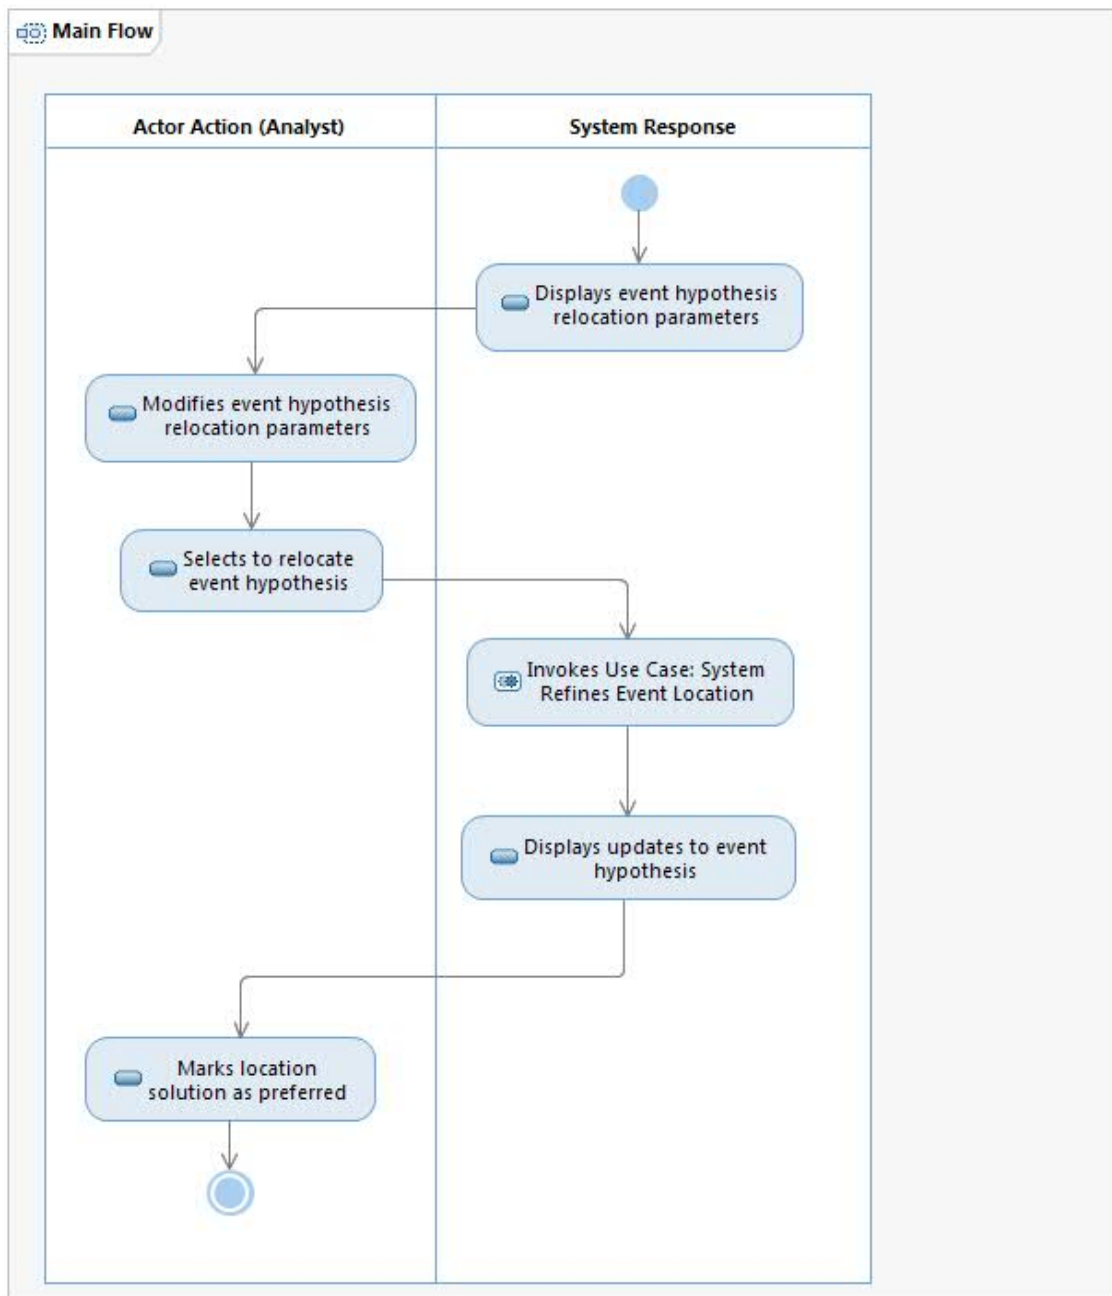 Main Flow
Actor Action (Analyst)
System Response
Displays event hypothesis
relocation parameters
Modifies event hypothesis
relocation parameters
Selects to relocate
event hypothesis
Invokes Use Case: System
Refines Event Location
Displays updates to event
hypothesis
Marks location
solution as preferred